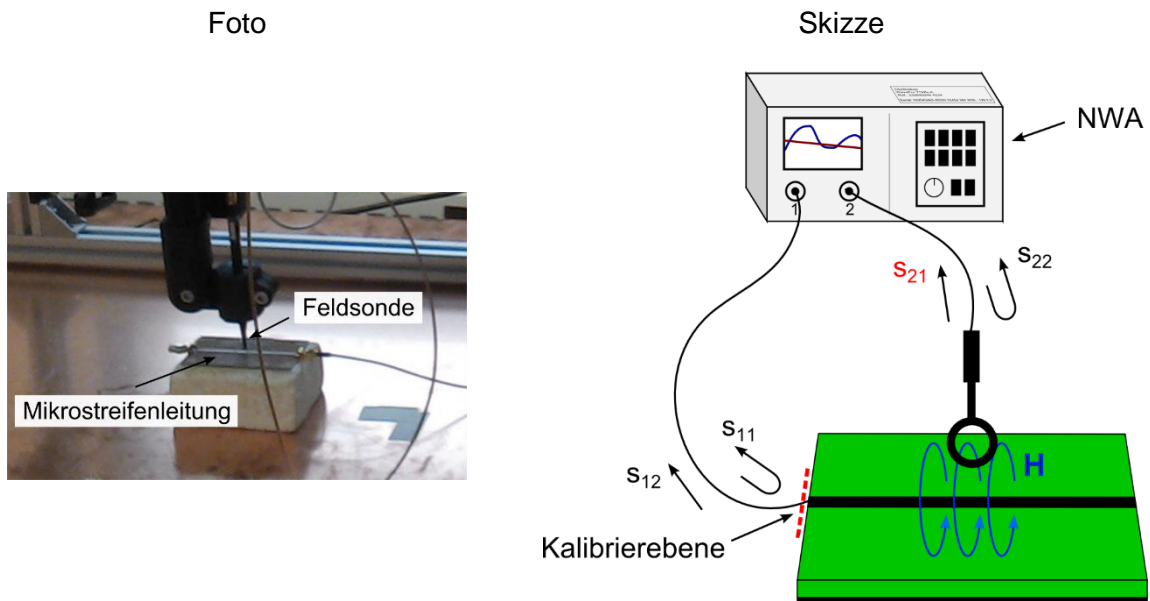 Foto
Skizze
NWA
1
2
s21
s22
Feldsonde
Mikrostreifenleitung
s11
s12
H
Kalibrierebene